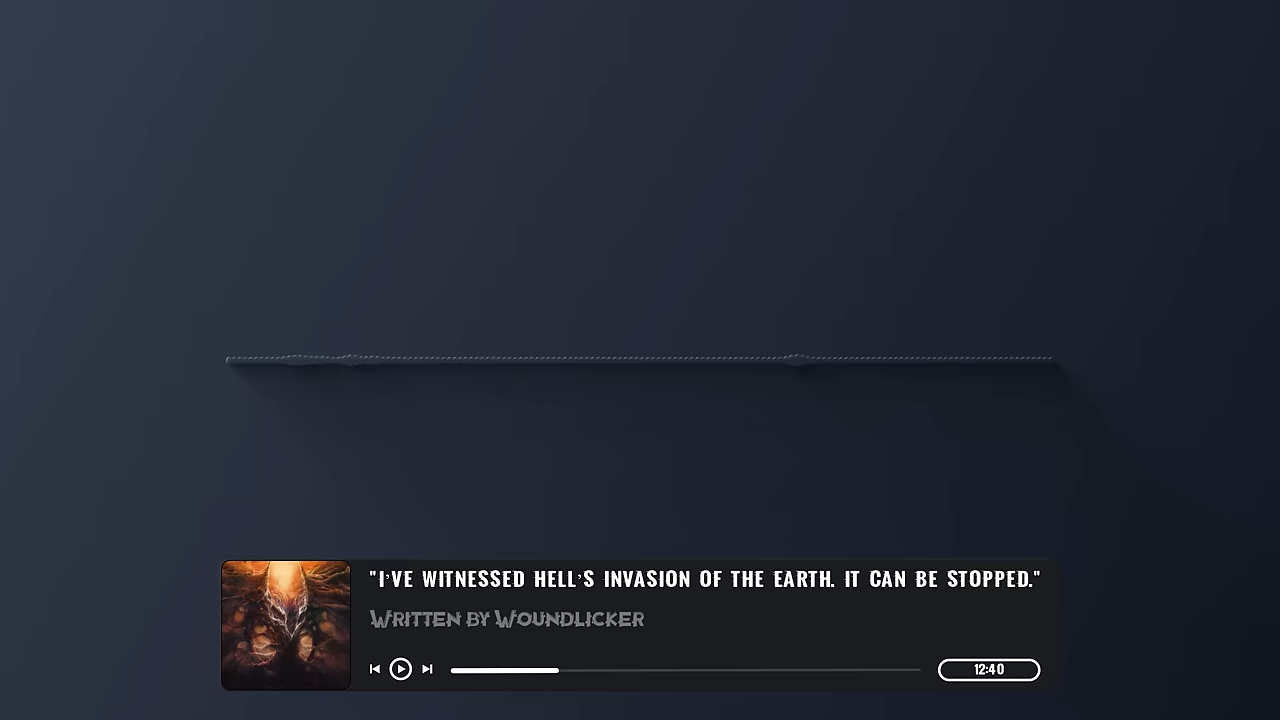 "I'VE WITNESSED HELL'S INVASION OF THE EARTH. IT CAN BE STOPPED."
WRITTEN BY WOUNDLICKER
12:40